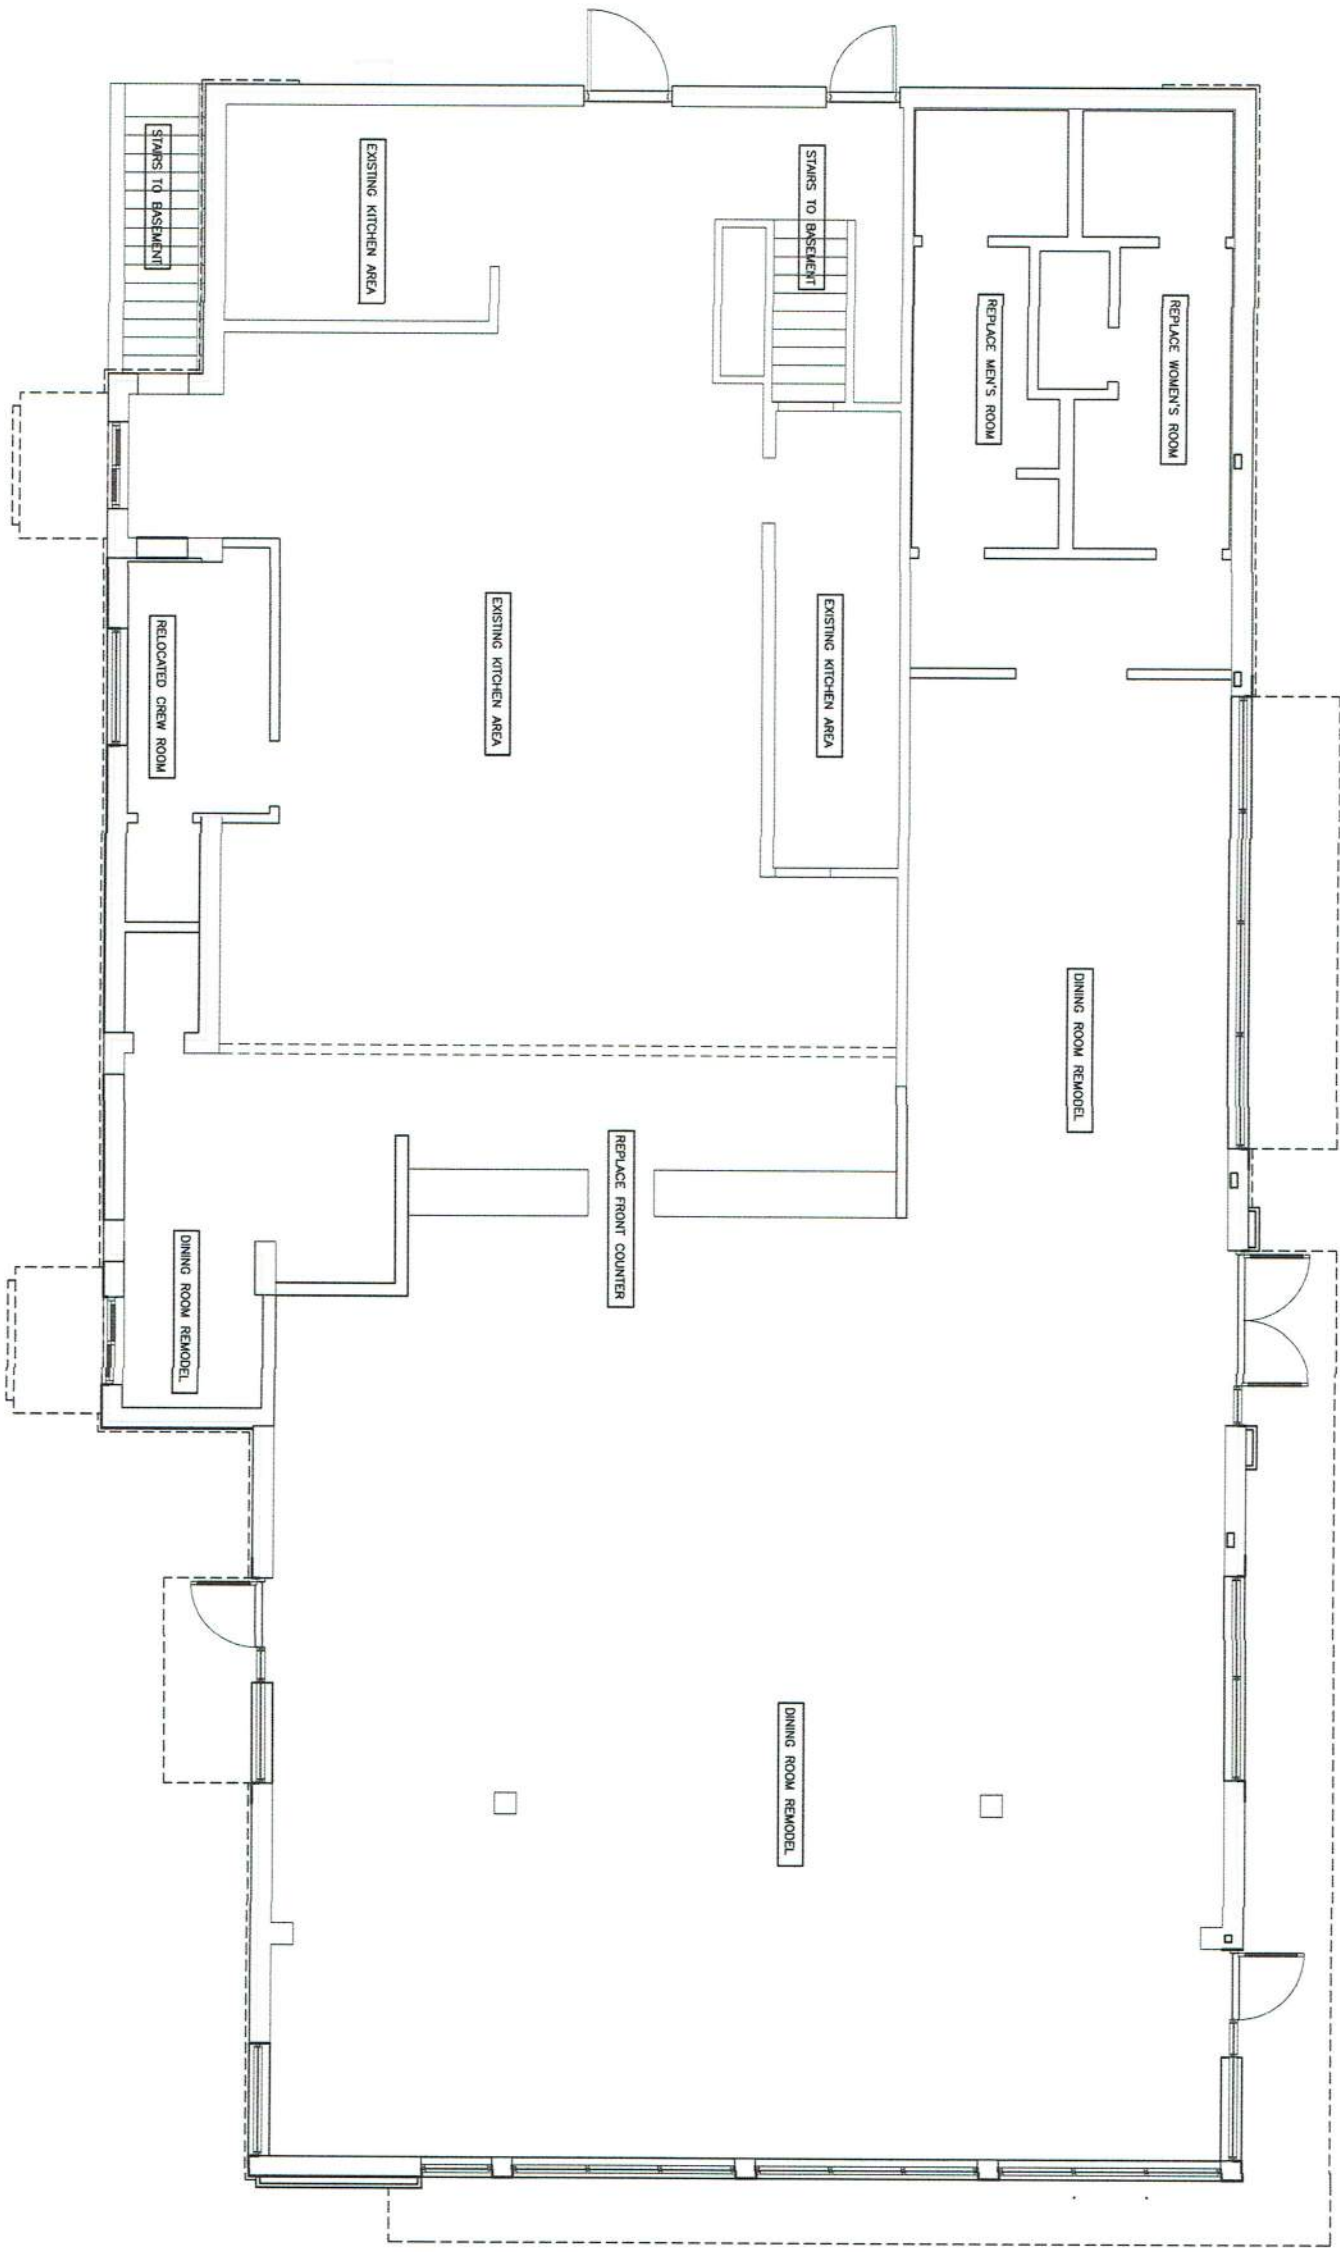 STAIRS TO BASEMENT
EXISTING KITCHEN AREA
STAIRS TO BASEMENT
REPLACE MEN'S ROOM
REPLACE WOMEN'S ROOM
RELOCATED CREW ROOM
EXISTING KITCHEN AREA
EXISTING KITCHEN AREA
DINING ROOM REMODEL
REPLACE FRONT COUNTER
DINING ROOM REMODEL
DINING ROOM REMODEL